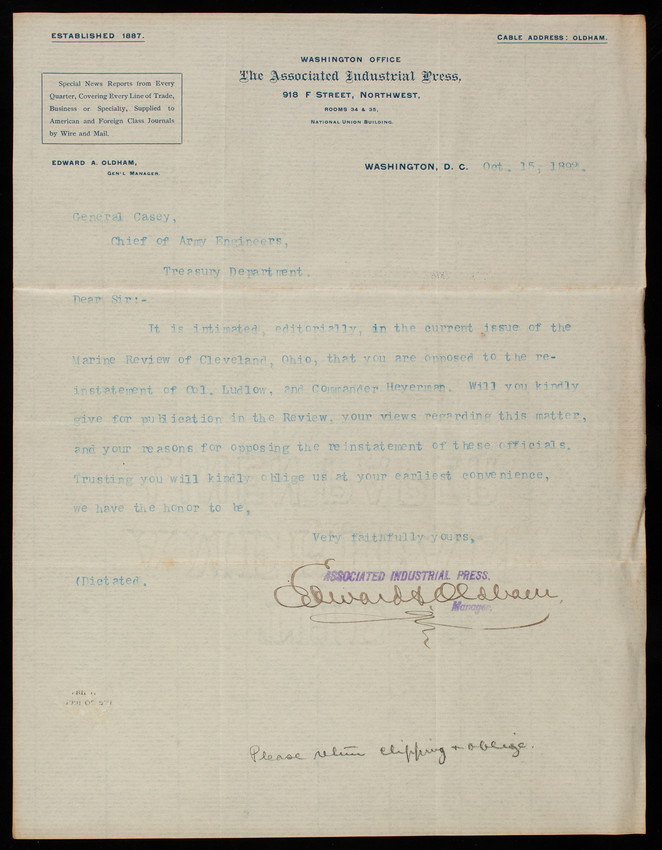 ESTABLISHED 1887.
CABLE ADDRESS: OLDHAM.
WASHINGTON OFFICE
The Associated Industrial Press,
918 F STREET, NORTHWEST,
ROOMS 34 & 35,
NATIONAL UNION BUILDING.
Special News Reports from Every
Quarter, Covering Every Line of Trade,
Business or Specialty, Supplied to
American and Foreign Class Journals
by Wire and Mail.
EDWARD A. OLDHAM,
GEN'L MANAGER.
WASHINGTON, D. C. Oct. 15, 1892.
General Casey,
Chief of Army Engineers,
Treasury Department.
Dear Sir:-
It is intimated, editorially, in the current issue of the
Marine Review of Cleveland, Ohio, that you are opposed to the re-
instatement of Col. Ludlow, and Commander Heyerman. Will you kindly
give for publication in the Review, your views regarding this matter,
and your reasons for opposing the reinstatement of these officials.
Trusting you will kindly oblige us at your earliest convenience,
we have the honor to be,
Very faithfully yours,
ASSOCIATED INDUSTRIAL PRESS.
Edward A Oldham,
Manager.
(Dictated.
Please return clipping & oblige.